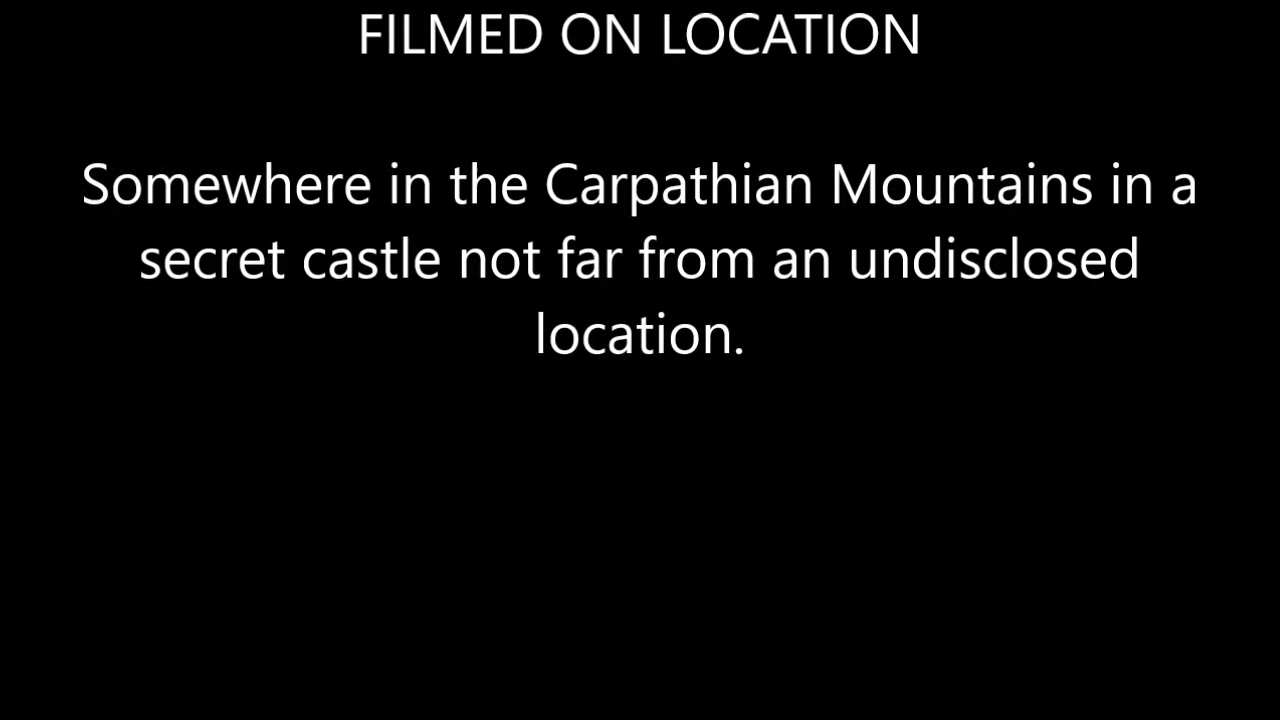 FILMED ON LOCATION
Somewhere in the Carpathian Mountains in a
secret castle not far from an undisclosed
location.